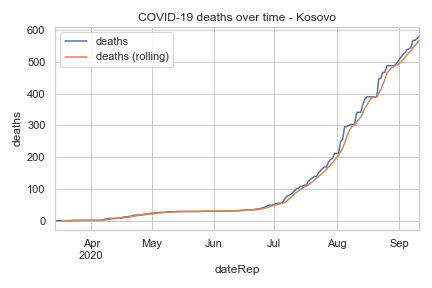 COVID-19 deaths over time - Kosovo
deaths
deaths (rolling)
600
500
400
300
200
100
0
deaths
Apr May Jun Jul Aug Sep
2020
dateRep